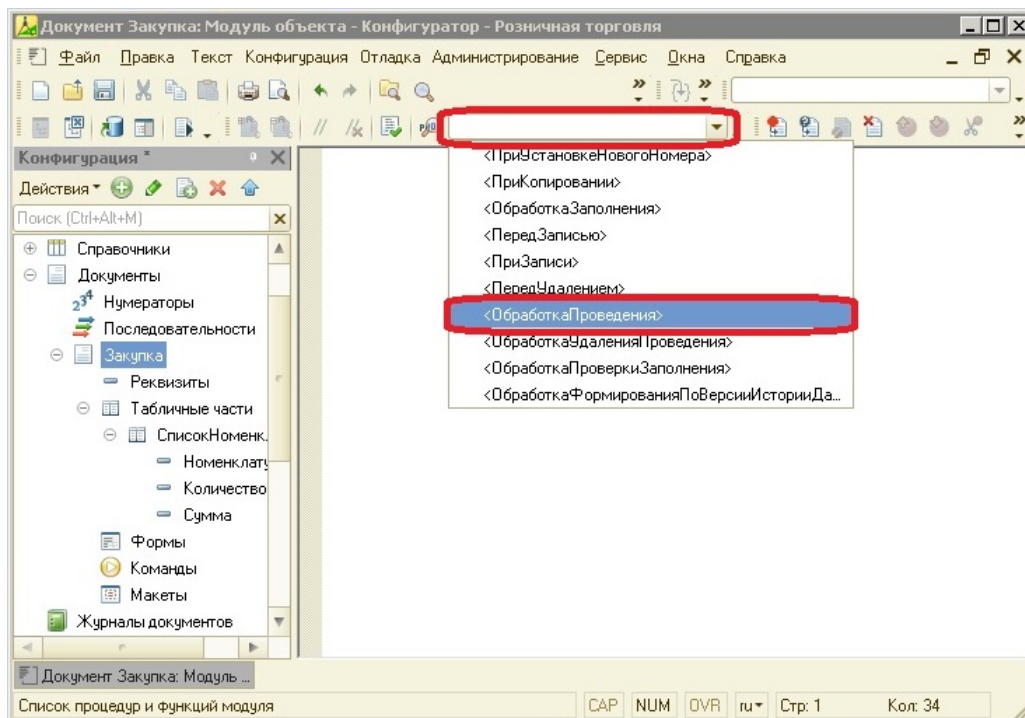 Документ Закупка: Модуль объекта - Конфигуратор - Розничная торговля
Файл Правка Текст Конфигурация Отладка Администрирование Сервис Окна Справка
Конфигурация *
Действия
Поиск (Ctrl+Alt+M)
Справочники
Документы
Нумераторы
Последовательности
Закупка
Реквизиты
Табличные части
СписокНоменк.
Номенклату
Количество
Сумма
Формы
Команды
Макеты
Журналы документов
<ПриУстановкеНовогоНомера>
<ПриКопировании>
<ОбработкаЗаполнения>
<ПередЗаписью>
<ПриЗаписи>
<ПередУдалением>
<ОбработкаПроведения>
<ОбработкаУдаленияПроведения>
<ОбработкаПроверкиЗаполнения>
<ОбработкаФормированияПоВерсииИсторииДа...
Документ Закупка: Модуль ...
Список процедур и функций модуля CAP NUM OVR ru Стр: 1 Кол: 34